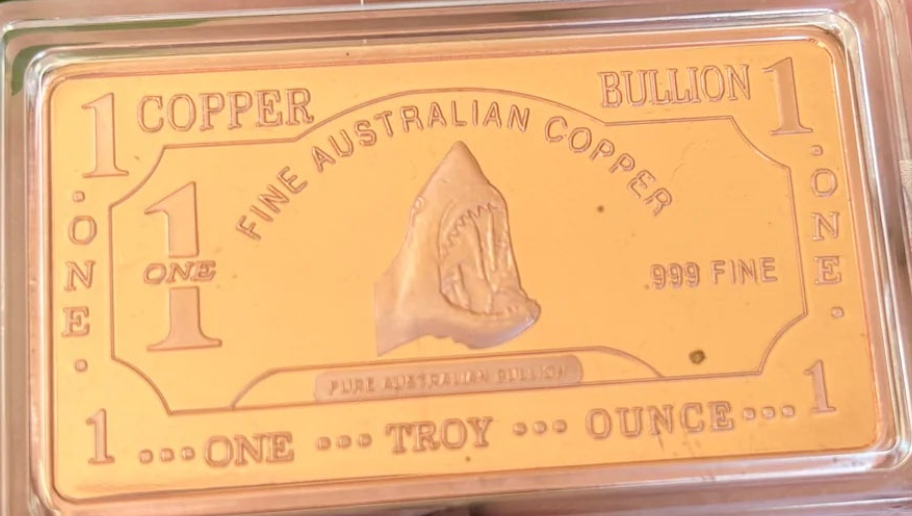 1 COPPER BULLION 1
FINE AUSTRALIAN COPPER
· ONE ·
1
ONE
.999 FINE
· ONE ·
PURE AUSTRALIAN BULLION
1 ... ONE ... TROY ... OUNCE ... 1